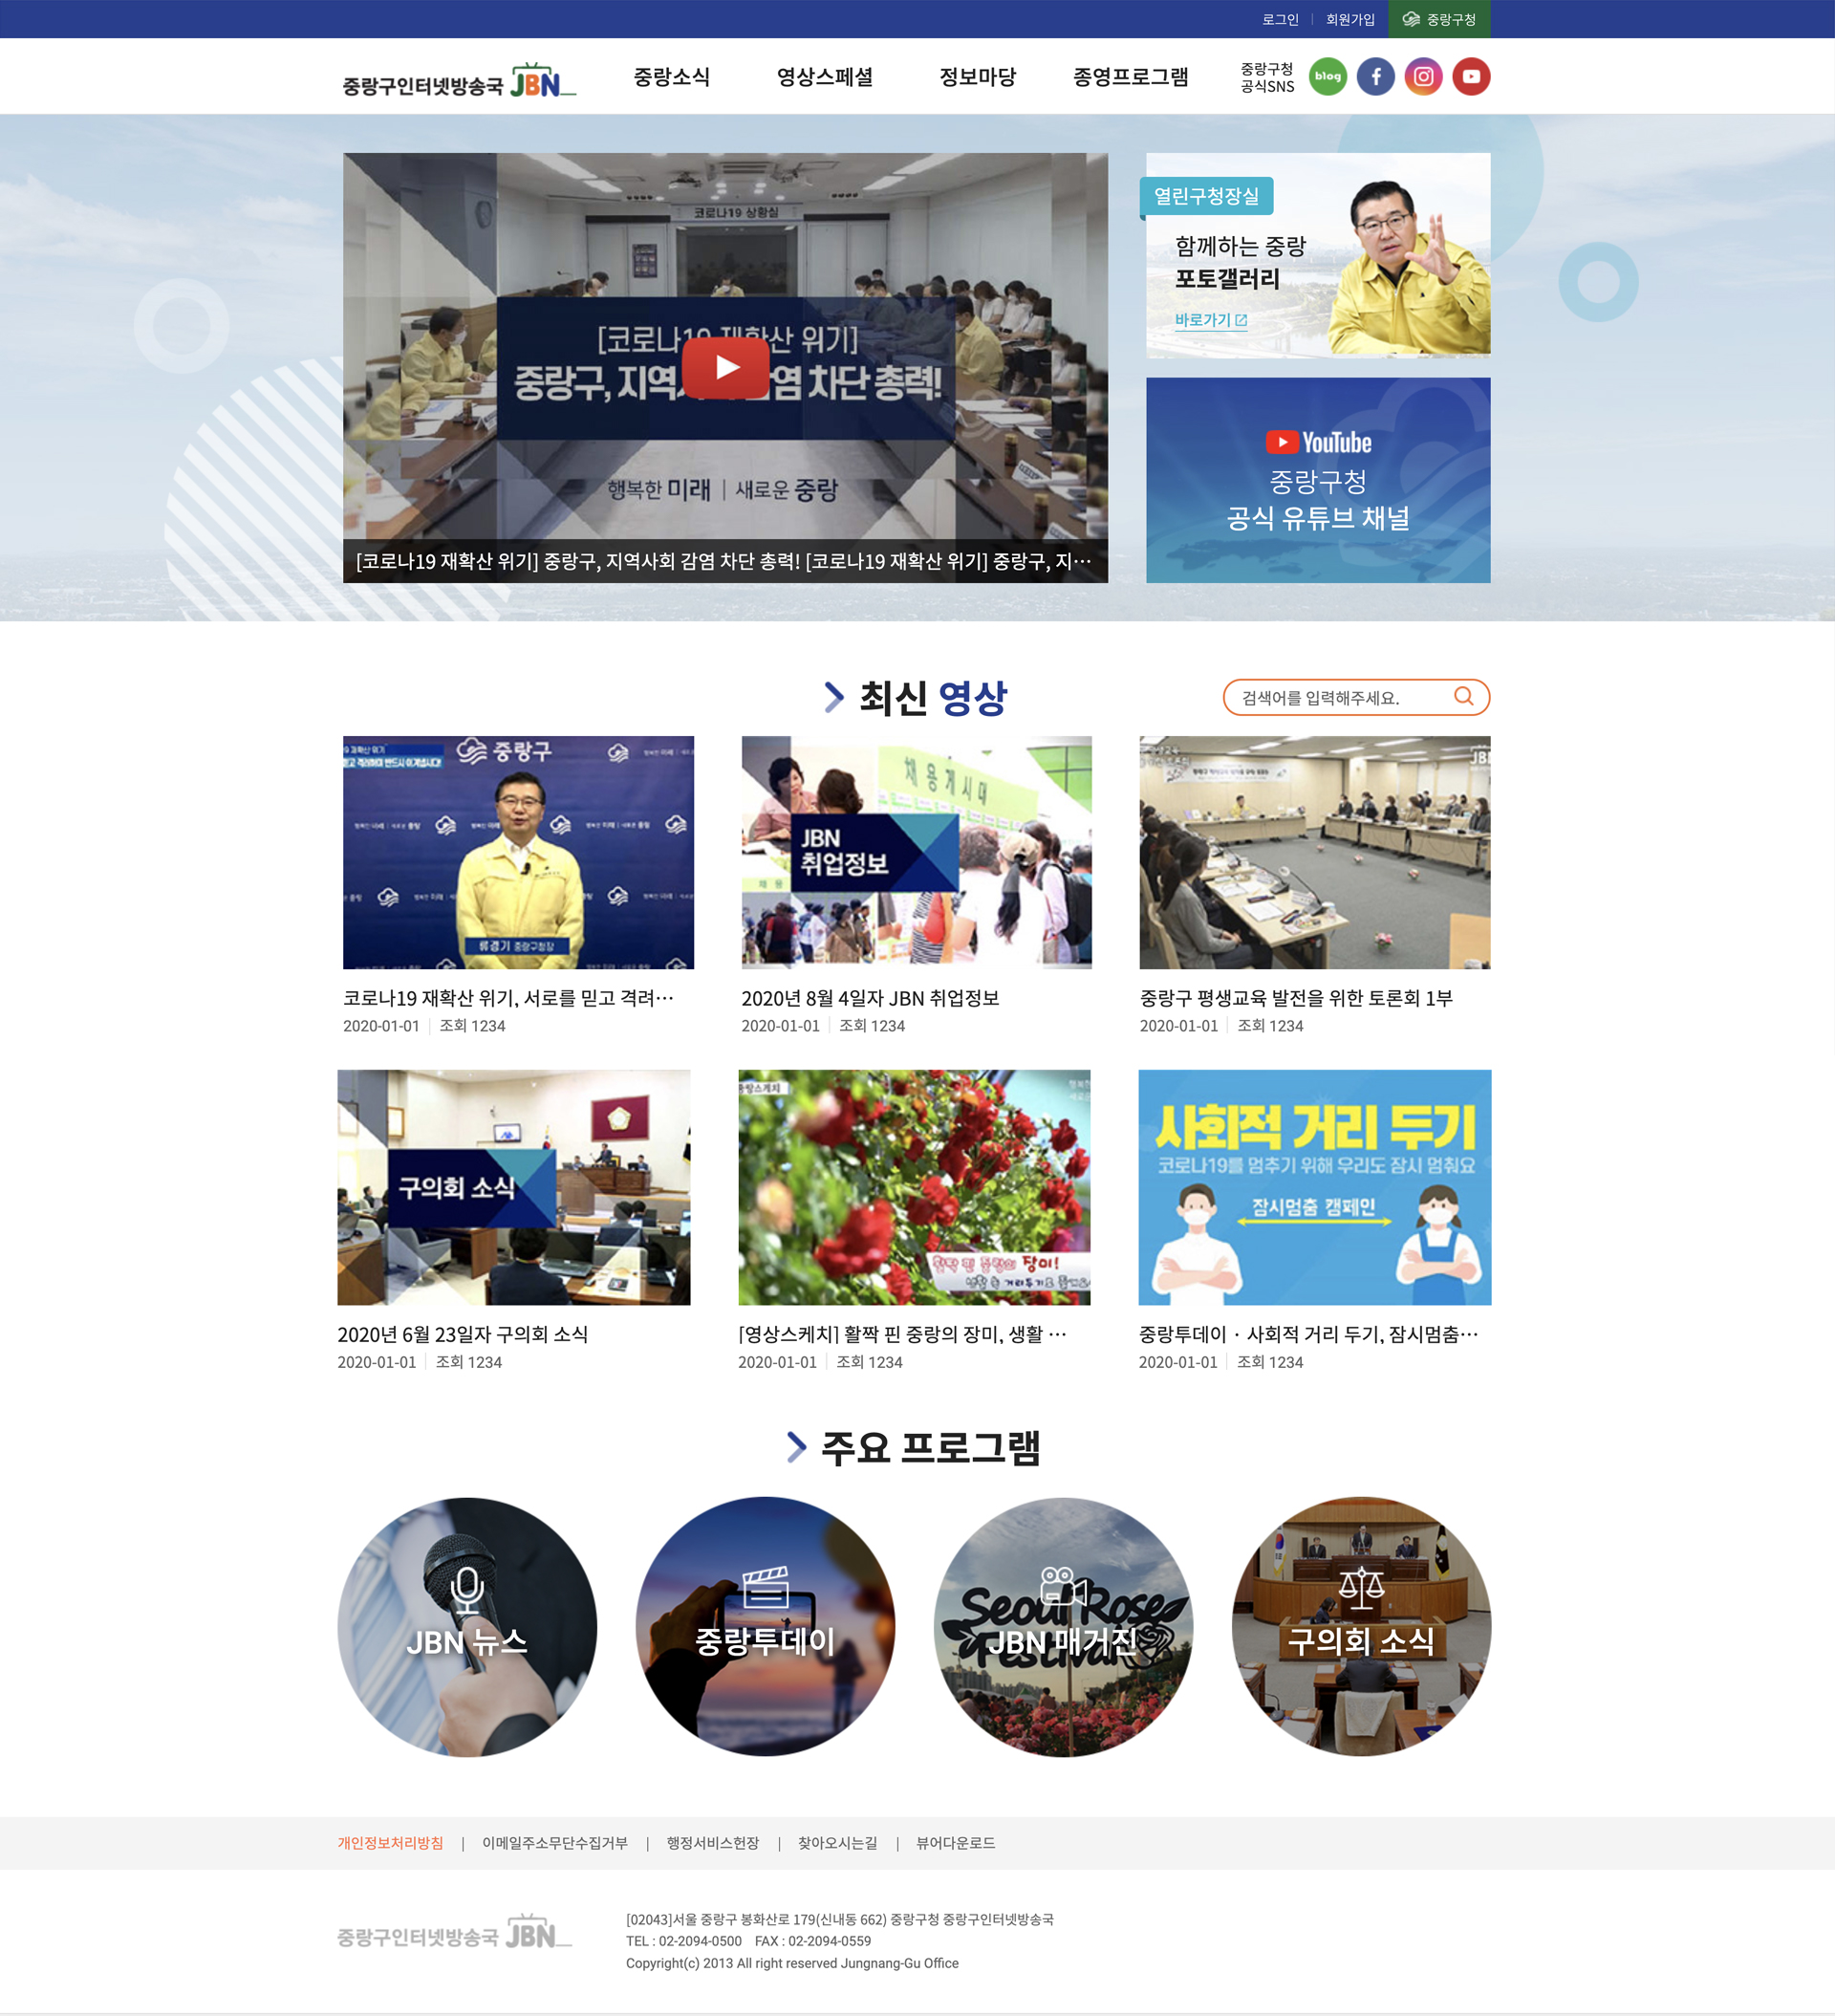 로그인
회원가입
중랑구청
중랑구인터넷방송국 JBN
중랑소식
영상스페셜
정보마당
종영프로그램
중랑구청
공식SNS
blog
코로나19 상황실
[코로나19 재확산 위기]
중랑구, 지역 감염 차단 총력!
행복한 미래 | 새로운 중랑
[코로나19 재확산 위기] 중랑구, 지역사회 감염 차단 총력! [코로나19 재확산 위기] 중랑구, 지…
열린구청장실
함께하는 중랑
포토갤러리
바로가기
YouTube
중랑구청
공식 유튜브 채널
최신 영상
검색어를 입력해주세요.
중랑구
류경기 중랑구청장
코로나19 재확산 위기, 서로를 믿고 격려…
2020-01-01 | 조회 1234
채용게시대
JBN
취업정보
2020년 8월 4일자 JBN 취업정보
2020-01-01 | 조회 1234
JBN
중랑구 평생교육 발전을 위한 토론회 1부
2020-01-01 | 조회 1234
구의회 소식
2020년 6월 23일자 구의회 소식
2020-01-01 | 조회 1234
활짝 핀 중랑의 장미!
[영상스케치] 활짝 핀 중랑의 장미, 생활 …
2020-01-01 | 조회 1234
사회적 거리 두기
코로나19를 멈추기 위해 우리도 잠시 멈춰요
잠시멈춤 캠페인
중랑투데이 · 사회적 거리 두기, 잠시멈춤…
2020-01-01 | 조회 1234
주요 프로그램
JBN 뉴스
중랑투데이
Seoul Rose
Festival
JBN 매거진
구의회 소식
개인정보처리방침 | 이메일주소무단수집거부 | 행정서비스헌장 | 찾아오시는길 | 뷰어다운로드
중랑구인터넷방송국 JBN
[02043]서울 중랑구 봉화산로 179(신내동 662) 중랑구청 중랑구인터넷방송국
TEL : 02-2094-0500 FAX : 02-2094-0559
Copyright(c) 2013 All right reserved Jungnang-Gu Office